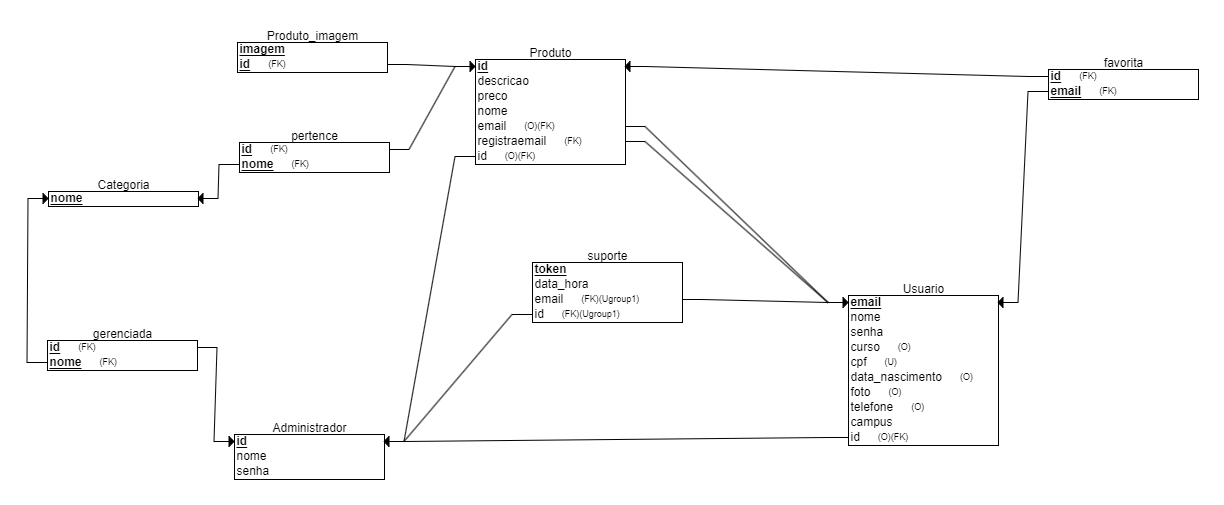 Produto_imagem
imagem
id (FK)
Produto
id
descricao
preco
nome
email (O)(FK)
registraemail (FK)
id (O)(FK)
favorita
id (FK)
email (FK)
pertence
id (FK)
nome (FK)
Categoria
nome
suporte
token
data_hora
email (FK)(Ugroup1)
id (FK)(Ugroup1)
Usuario
email
nome
senha
curso (O)
cpf (U)
data_nascimento (O)
foto (O)
telefone (O)
campus
id (O)(FK)
gerenciada
id (FK)
nome (FK)
Administrador
id
nome
senha